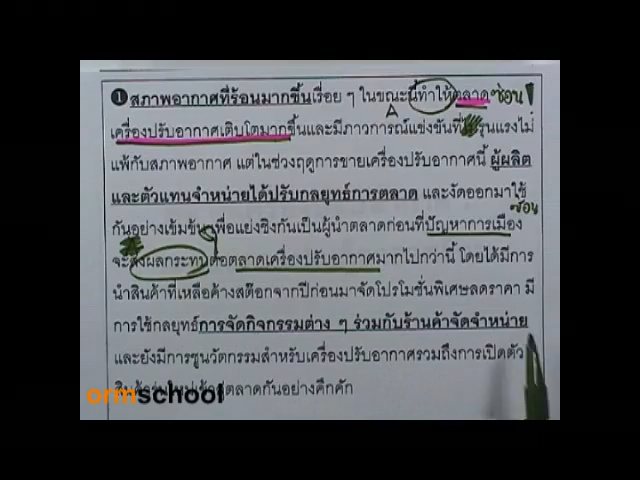 ❶ สภาพอากาศที่ร้อนมากขึ้นเรื่อย ๆ ในขณะนี้ทำให้ตลาด ซ้อน
เครื่องปรับอากาศเติบโตมากขึ้นและมีภาวการณ์แข่งขันที่รุนแรงไม่
แพ้กับสภาพอากาศ แต่ในช่วงฤดูการขายเครื่องปรับอากาศนี้ ผู้ผลิต
และตัวแทนจำหน่ายได้ปรับกลยุทธ์การตลาด และงัดออกมาใช้
ซ้อน
กันอย่างเข้มข้น เพื่อแย่งชิงกันเป็นผู้นำตลาดก่อนที่ปัญหาการเมือง
จะส่งผลกระทบต่อตลาดเครื่องปรับอากาศมากไปกว่านี้ โดยได้มีการ
นำสินค้าที่เหลือค้างสต๊อกจากปีก่อนมาจัดโปรโมชั่นพิเศษลดราคา มี
การใช้กลยุทธ์การจัดกิจกรรมต่าง ๆ ร่วมกับร้านค้าจัดจำหน่าย
และยังมีการชูนวัตกรรมสำหรับเครื่องปรับอากาศรวมถึงการเปิดตัว
ตลาดกันอย่างคึกคัก
ormschool